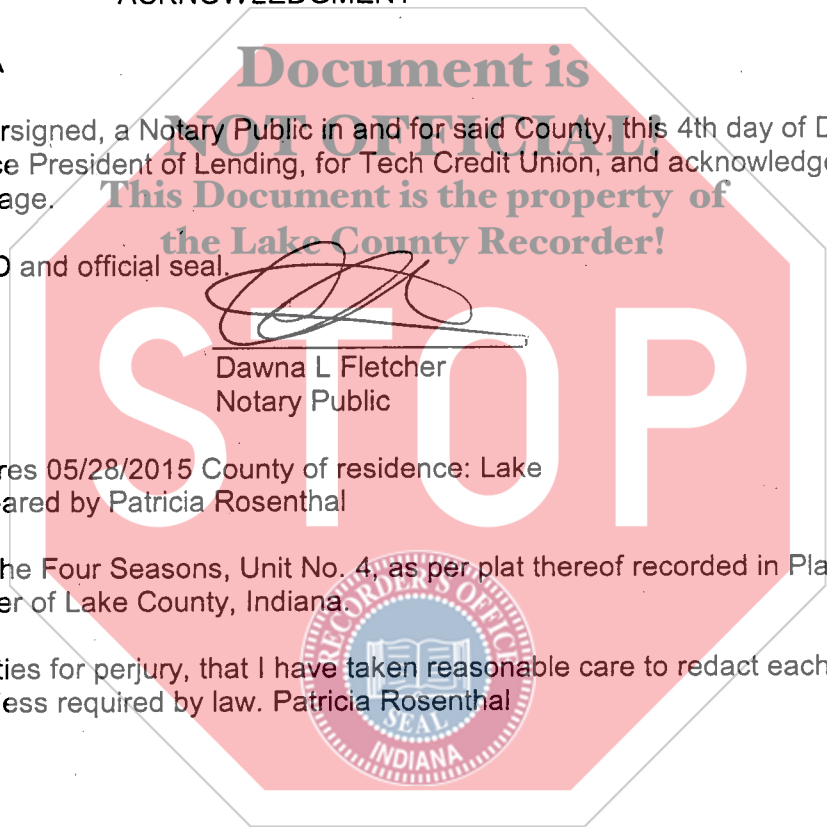 ACKNOWLEDGMENT
Document is
NOT OFFICIAL!
rsigned, a Notary Public in and for said County, this 4th day of D
ce President of Lending, for Tech Credit Union, and acknowledge
age.
This Document is the property of
the Lake County Recorder!
D and official seal.
STOP
Dawna L Fletcher
Notary Public
res 05/28/2015 County of residence: Lake
ared by Patricia Rosenthal
he Four Seasons, Unit No. 4, as per plat thereof recorded in Pla
er of Lake County, Indiana.
ties for perjury, that I have taken reasonable care to redact each
less required by law. Patricia Rosenthal
RECORDER'S OFFICE
SEAL
INDIANA